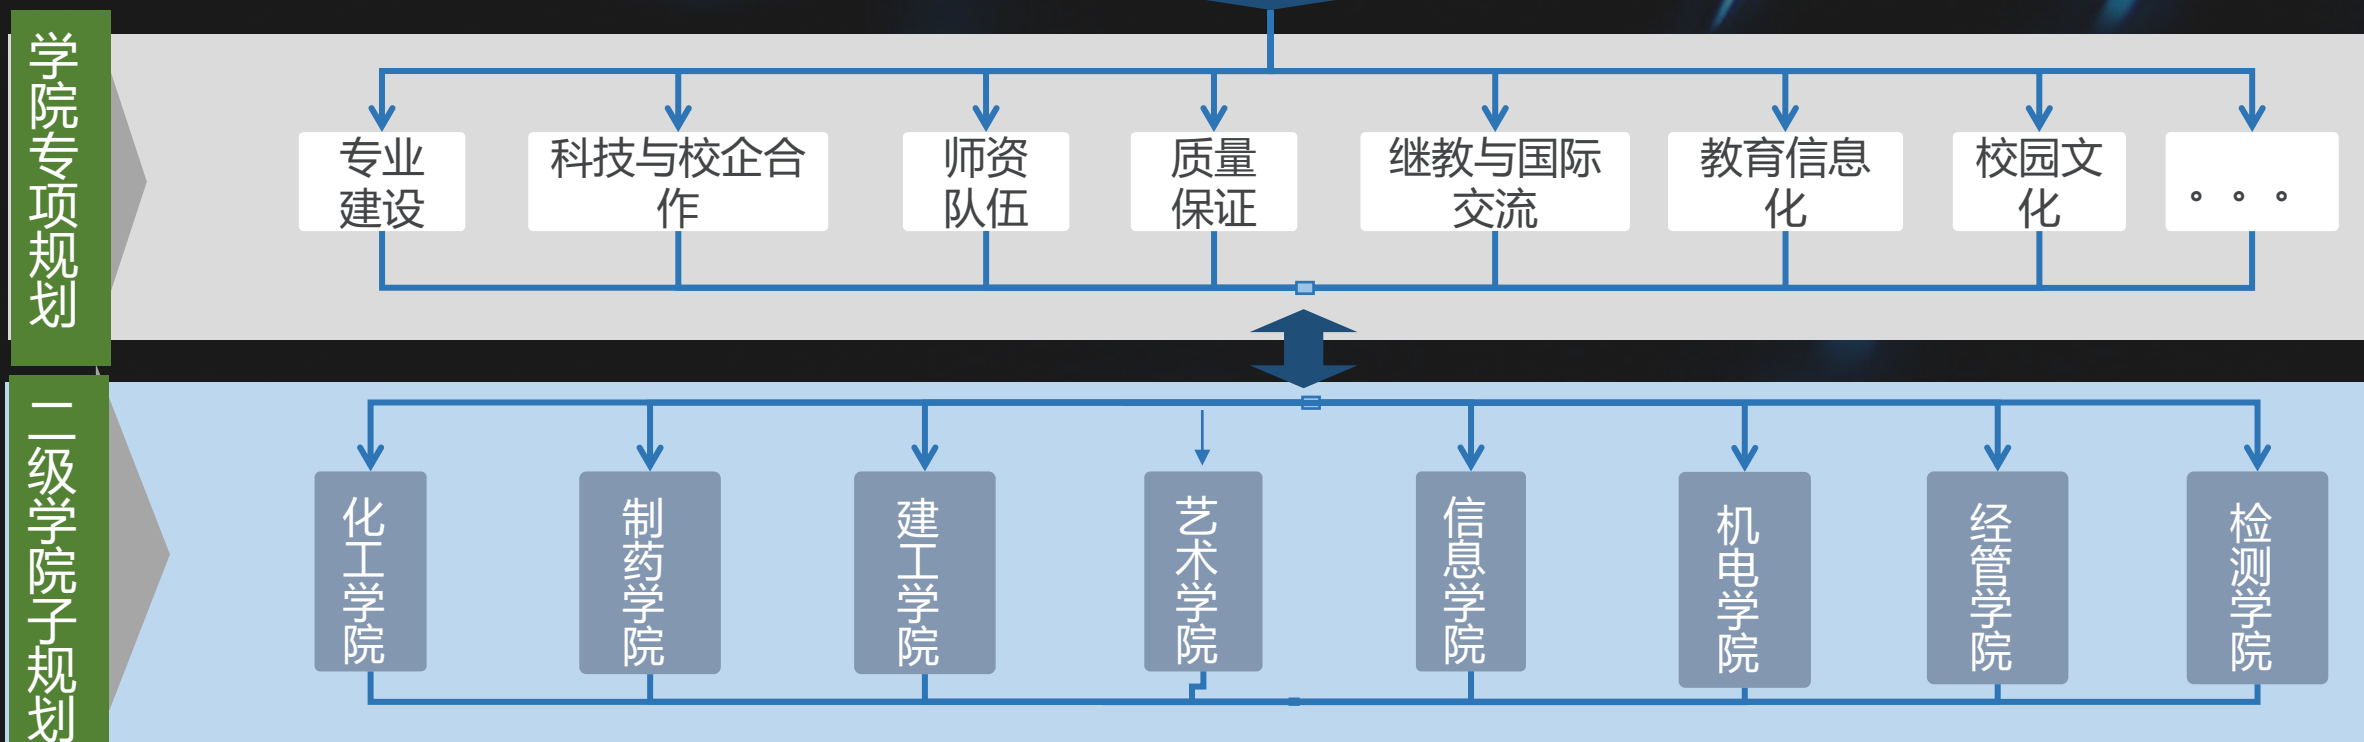 学院专项规划
专业
建设
科技与校企合
作
师资
队伍
质量
保证
继教与国际
交流
教育信息
化
校园文
化
。。。
二级学院子规划
化工学院
制药学院
建工学院
艺术学院
信息学院
机电学院
经管学院
检测学院